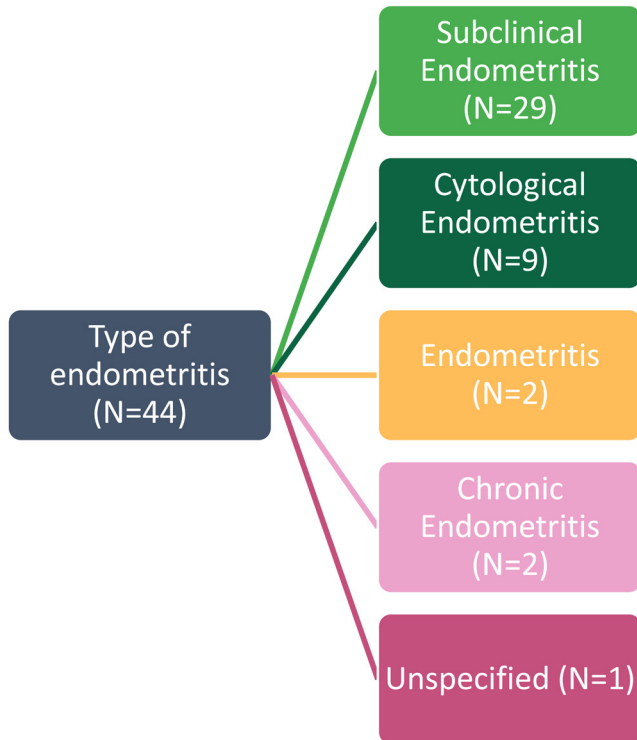 Subclinical
Endometritis
(N=29)
Cytological
Endometritis
(N=9)
Type of
endometritis
(N=44)
Endometritis
(N=2)
Chronic
Endometritis
(N=2)
Unspecified (N=1)